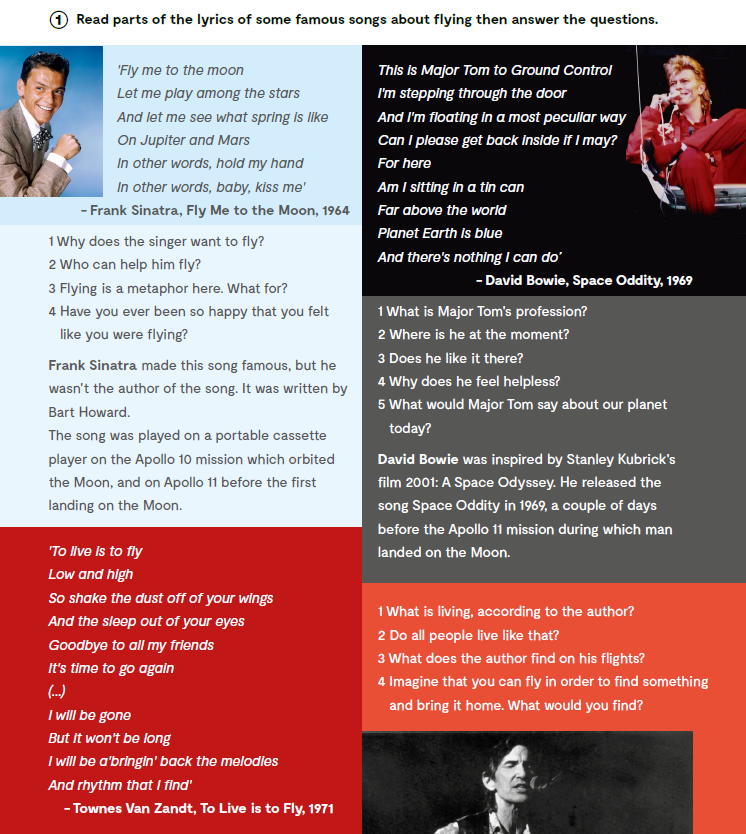 1 Read parts of the lyrics of some famous songs about flying then answer the questions.
'Fly me to the moon
Let me play among the stars
And let me see what spring is like
On Jupiter and Mars
In other words, hold my hand
In other words, baby, kiss me'
– Frank Sinatra, Fly Me to the Moon, 1964
1 Why does the singer want to fly?
2 Who can help him fly?
3 Flying is a metaphor here. What for?
4 Have you ever been so happy that you felt
like you were flying?
Frank Sinatra made this song famous, but he
wasn't the author of the song. It was written by
Bart Howard.
The song was played on a portable cassette
player on the Apollo 10 mission which orbited
the Moon, and on Apollo 11 before the first
landing on the Moon.
This is Major Tom to Ground Control
I'm stepping through the door
And I'm floating in a most peculiar way
Can I please get back inside if I may?
For here
Am I sitting in a tin can
Far above the world
Planet Earth is blue
And there's nothing I can do'
– David Bowie, Space Oddity, 1969
1 What is Major Tom's profession?
2 Where is he at the moment?
3 Does he like it there?
4 Why does he feel helpless?
5 What would Major Tom say about our planet
today?
David Bowie was inspired by Stanley Kubrick's
film 2001: A Space Odyssey. He released the
song Space Oddity in 1969, a couple of days
before the Apollo 11 mission during which man
landed on the Moon.
'To live is to fly
Low and high
So shake the dust off of your wings
And the sleep out of your eyes
Goodbye to all my friends
It's time to go again
(...)
I will be gone
But it won't be long
I will be a'bringin' back the melodies
And rhythm that I find'
– Townes Van Zandt, To Live is to Fly, 1971
1 What is living, according to the author?
2 Do all people live like that?
3 What does the author find on his flights?
4 Imagine that you can fly in order to find something
and bring it home. What would you find?